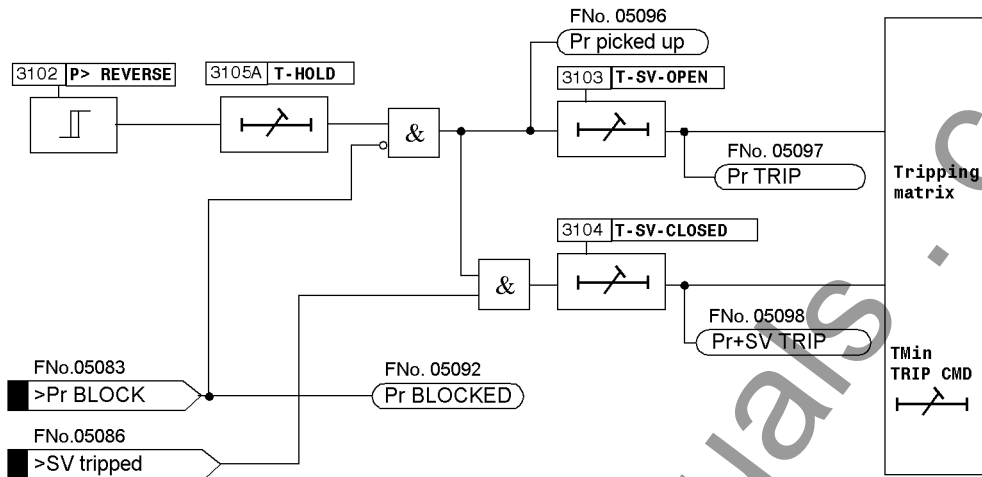 FNo. 05096
Pr picked up
3102 P> REVERSE
3105A T-HOLD
3103 T-SV-OPEN
&
FNo. 05097
Pr TRIP
Tripping
matrix
3104 T-SV-CLOSED
&
FNo. 05098
Pr+SV TRIP
FNo.05083
>Pr BLOCK
FNo. 05092
Pr BLOCKED
TMin
TRIP CMD
FNo.05086
>SV tripped